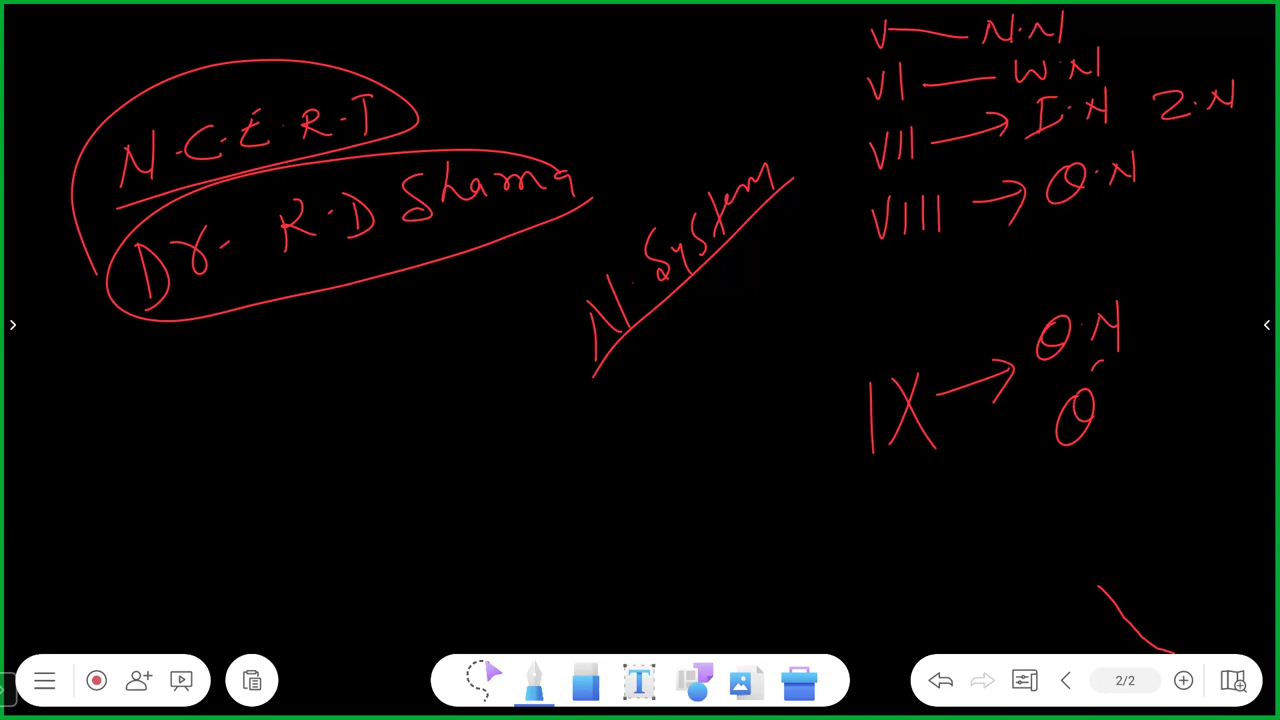 N.C.E.R.T
Dr. R.D Sharma
N. System
V — N.N
VI — W.N
VII → I.N Z.N
VIII → Q.N
IX → Q.N
Q
2/2